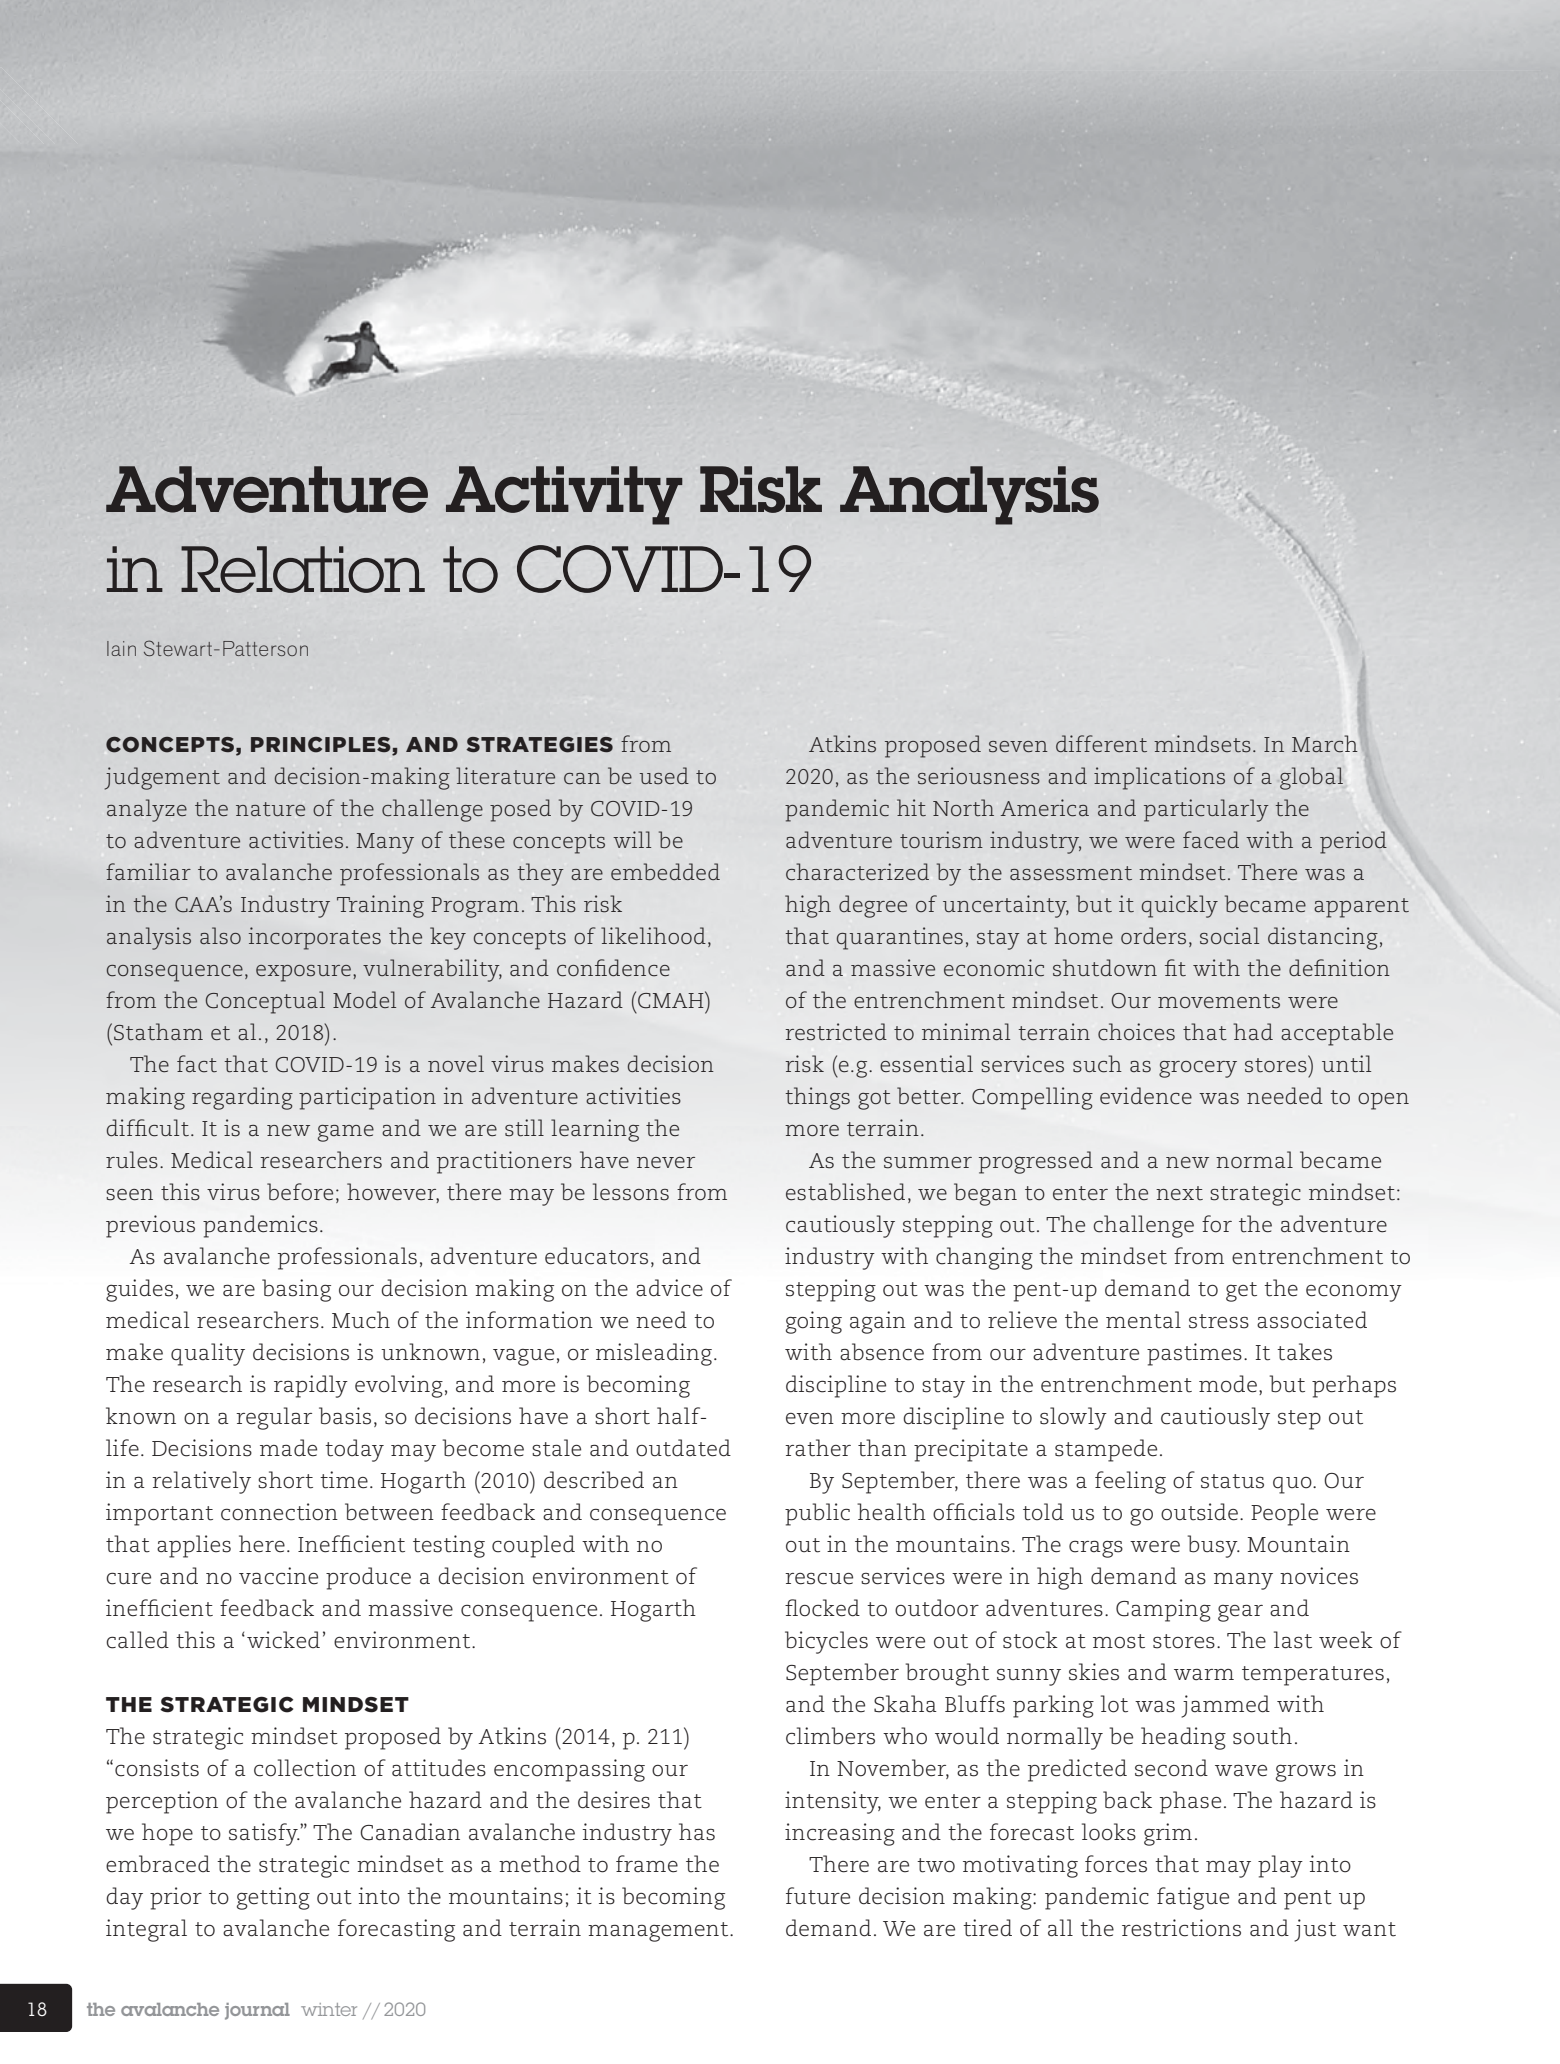 Adventure Activity Risk Analysis
in Relation to COVID-19
Iain Stewart-Patterson
CONCEPTS, PRINCIPLES, AND STRATEGIES from
judgement and decision-making literature can be used to
analyze the nature of the challenge posed by COVID-19
to adventure activities. Many of these concepts will be
familiar to avalanche professionals as they are embedded
in the CAA’s Industry Training Program. This risk
analysis also incorporates the key concepts of likelihood,
consequence, exposure, vulnerability, and confidence
from the Conceptual Model of Avalanche Hazard (CMAH)
(Statham et al., 2018).
The fact that COVID-19 is a novel virus makes decision
making regarding participation in adventure activities
difficult. It is a new game and we are still learning the
rules. Medical researchers and practitioners have never
seen this virus before; however, there may be lessons from
previous pandemics.
As avalanche professionals, adventure educators, and
guides, we are basing our decision making on the advice of
medical researchers. Much of the information we need to
make quality decisions is unknown, vague, or misleading.
The research is rapidly evolving, and more is becoming
known on a regular basis, so decisions have a short half-
life. Decisions made today may become stale and outdated
in a relatively short time. Hogarth (2010) described an
important connection between feedback and consequence
that applies here. Inefficient testing coupled with no
cure and no vaccine produce a decision environment of
inefficient feedback and massive consequence. Hogarth
called this a ‘wicked’ environment.
THE STRATEGIC MINDSET
The strategic mindset proposed by Atkins (2014, p. 211)
“consists of a collection of attitudes encompassing our
perception of the avalanche hazard and the desires that
we hope to satisfy.” The Canadian avalanche industry has
embraced the strategic mindset as a method to frame the
day prior to getting out into the mountains; it is becoming
integral to avalanche forecasting and terrain management.
Atkins proposed seven different mindsets. In March
2020, as the seriousness and implications of a global
pandemic hit North America and particularly the
adventure tourism industry, we were faced with a period
characterized by the assessment mindset. There was a
high degree of uncertainty, but it quickly became apparent
that quarantines, stay at home orders, social distancing,
and a massive economic shutdown fit with the definition
of the entrenchment mindset. Our movements were
restricted to minimal terrain choices that had acceptable
risk (e.g. essential services such as grocery stores) until
things got better. Compelling evidence was needed to open
more terrain.
As the summer progressed and a new normal became
established, we began to enter the next strategic mindset:
cautiously stepping out. The challenge for the adventure
industry with changing the mindset from entrenchment to
stepping out was the pent-up demand to get the economy
going again and to relieve the mental stress associated
with absence from our adventure pastimes. It takes
discipline to stay in the entrenchment mode, but perhaps
even more discipline to slowly and cautiously step out
rather than precipitate a stampede.
By September, there was a feeling of status quo. Our
public health officials told us to go outside. People were
out in the mountains. The crags were busy. Mountain
rescue services were in high demand as many novices
flocked to outdoor adventures. Camping gear and
bicycles were out of stock at most stores. The last week of
September brought sunny skies and warm temperatures,
and the Skaha Bluffs parking lot was jammed with
climbers who would normally be heading south.
In November, as the predicted second wave grows in
intensity, we enter a stepping back phase. The hazard is
increasing and the forecast looks grim.
There are two motivating forces that may play into
future decision making: pandemic fatigue and pent up
demand. We are tired of all the restrictions and just want
18 the avalanche journal winter // 2020